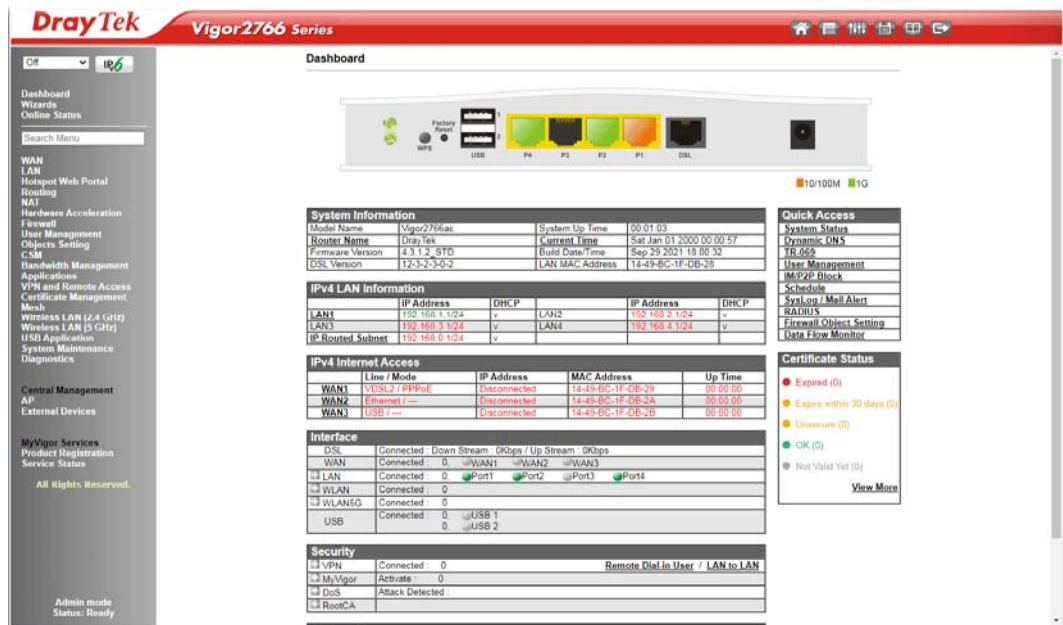 DrayTek Vigor2766 Series
Off IPv6
Dashboard
Wizards
Online Status
Search Menu
WAN
LAN
Hotspot Web Portal
Routing
NAT
Hardware Acceleration
Firewall
User Management
Objects Setting
CSM
Bandwidth Management
Applications
VPN and Remote Access
Certificate Management
Mesh
Wireless LAN (2.4 GHz)
Wireless LAN (5 GHz)
USB Application
System Maintenance
Diagnostics
Central Management
AP
External Devices
MyVigor Services
Product Registration
Service Status
All Rights Reserved.
Admin mode
Status: Ready
Dashboard
Factory
Reset
WPS
1
2
USB P4 P3 P2 P1 DSL
10/100M 1G
System Information
Model Name Vigor2766ac System Up Time 00:01:03
Router Name DrayTek Current Time Sat Jan 01 2000 00:00:57
Firmware Version 4.3.1.2_STD Build Date/Time Sep 29 2021 18:00:32
DSL Version 12-3-2-3-0-2 LAN MAC Address 14-49-BC-1F-DB-28
IPv4 LAN Information
IP Address DHCP IP Address DHCP
LAN1 192.168.1.1/24 v LAN2 192.168.2.1/24 v
LAN3 192.168.3.1/24 v LAN4 192.168.4.1/24 v
IP Routed Subnet 192.168.0.1/24 v
IPv4 Internet Access
Line / Mode IP Address MAC Address Up Time
WAN1 VDSL2 / PPPoE Disconnected 14-49-BC-1F-DB-29 00:00:00
WAN2 Ethernet / --- Disconnected 14-49-BC-1F-DB-2A 00:00:00
WAN3 USB / --- Disconnected 14-49-BC-1F-DB-2B 00:00:00
Interface
DSL Connected : Down Stream : 0Kbps / Up Stream : 0Kbps
WAN Connected : 0, WAN1 WAN2 WAN3
LAN Connected : 0, Port1 Port2 Port3 Port4
WLAN Connected : 0
WLAN5G Connected : 0
USB Connected : 0, USB 1
0, USB 2
Security
VPN Connected : 0 Remote Dial-in User / LAN to LAN
MyVigor Activate : 0
DoS Attack Detected :
RootCA
Quick Access
System Status
Dynamic DNS
TR-069
User Management
IM/P2P Block
Schedule
SysLog / Mail Alert
RADIUS
Firewall Object Setting
Data Flow Monitor
Certificate Status
Expired (0)
Expire within 30 days (0)
Unsecure (0)
OK (0)
Not Valid Yet (0)
View More